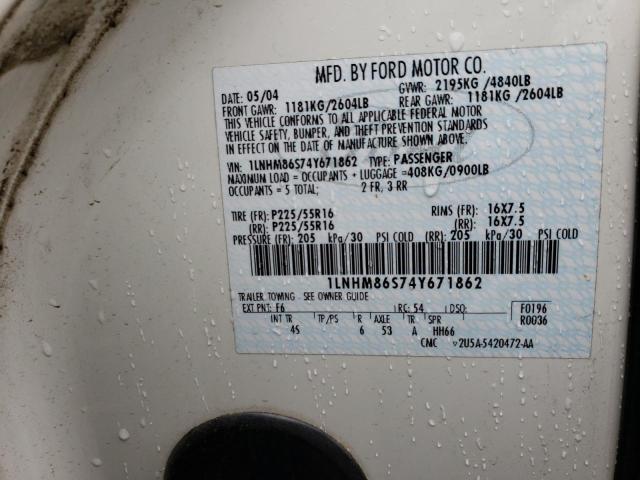 MFD. BY FORD MOTOR CO.
DATE: 05/04 GVWR: 2195KG /4840LB
FRONT GAWR: 1181KG/2604LB REAR GAWR: 1181KG /2604LB
THIS VEHICLE CONFORMS TO ALL APPLICABLE FEDERAL MOTOR
VEHICLE SAFETY, BUMPER, AND THEFT PREVENTION STANDARDS
IN EFFECT ON THE DATE OF MANUFACTURE SHOWN ABOVE.
VIN: 1LNHM86S74Y671862 TYPE: PASSENGER
MAXIMUM LOAD = OCCUPANTS + LUGGAGE =408KG/0900LB
OCCUPANTS = 5 TOTAL; 2 FR, 3 RR
TIRE (FR): P225/55R16 RIMS (FR): 16X7.5
(RR): P225/55R16 (RR): 16X7.5
PRESSURE (FR): 205 kPa/30 PSI COLD (RR): 205 kPa/30 PSI COLD
1LNHM86S74Y671862
TRAILER TOWING - SEE OWNER GUIDE
EXT PNT: F6 RC: 54 DSO: F0196
INT TR TP/PS R AXLE TR SPR R0036
4S 6 53 A HH66
CMC 2U5A-5420472-AA